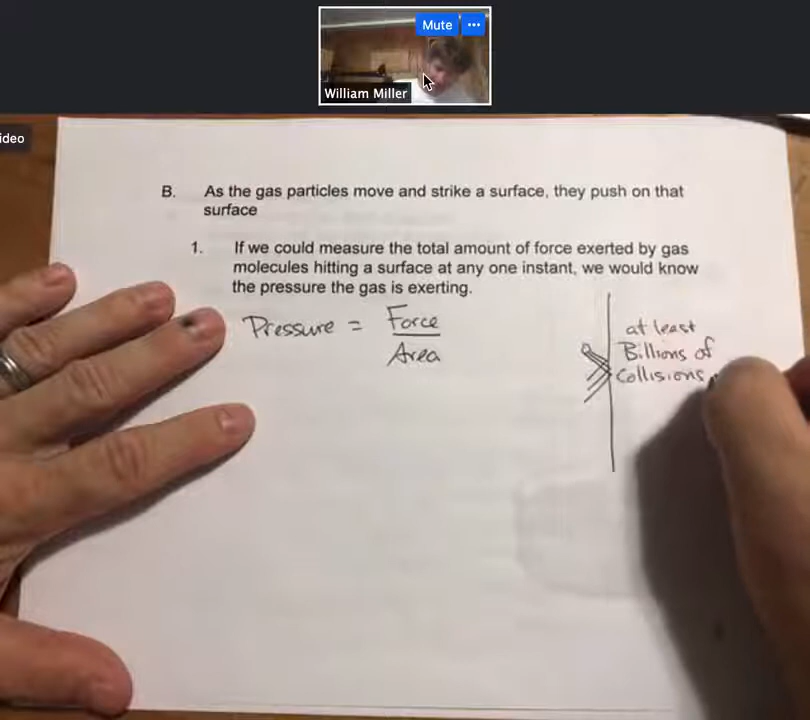 Mute ...
William Miller
ideo
B. As the gas particles move and strike a surface, they push on that
surface
1. If we could measure the total amount of force exerted by gas
molecules hitting a surface at any one instant, we would know
the pressure the gas is exerting.
Pressure = Force
Area
at least
Billions of
Collisions